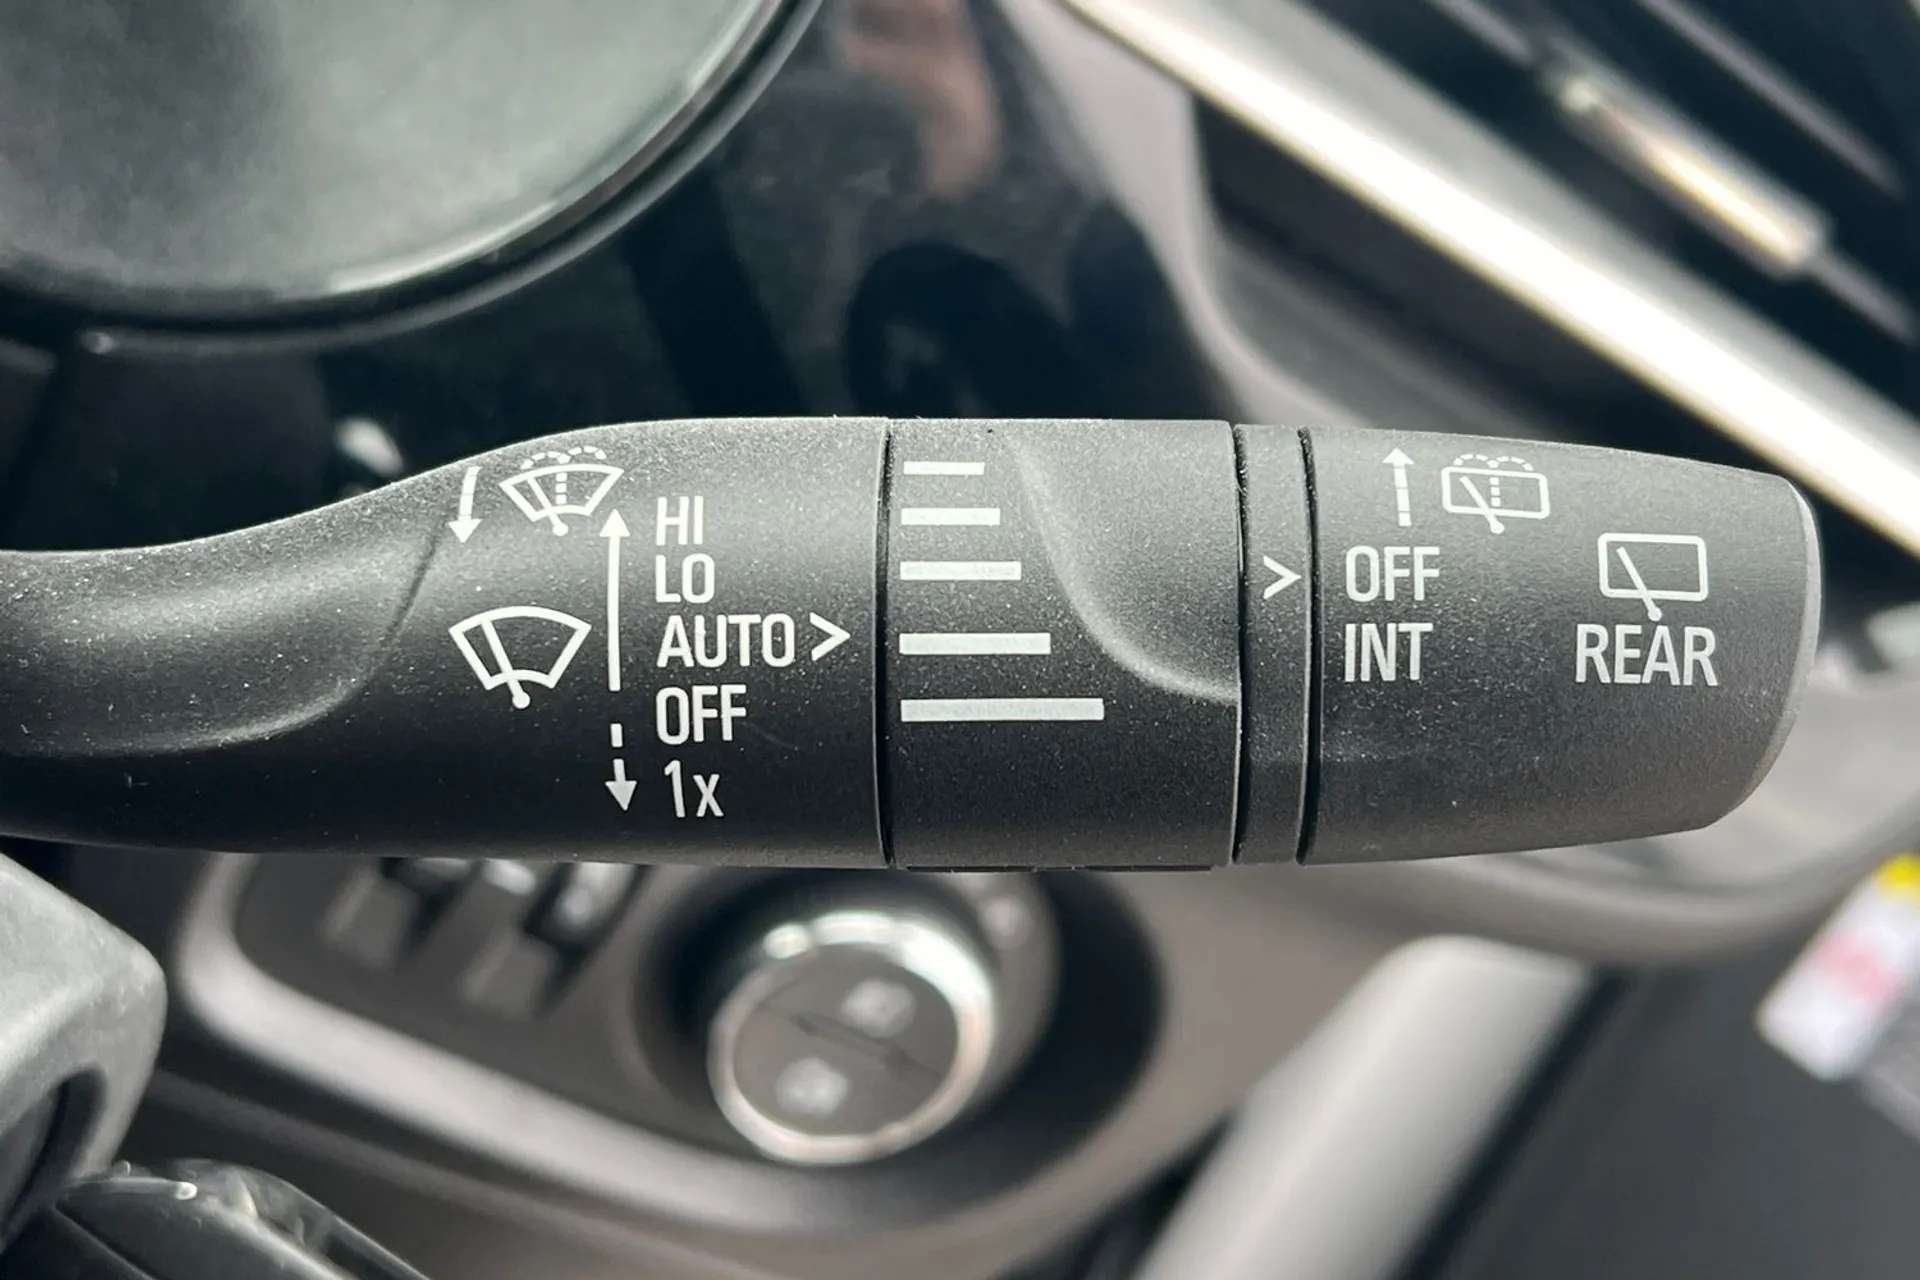 HI
LO
AUTO >
OFF
1x
>
OFF
INT
REAR